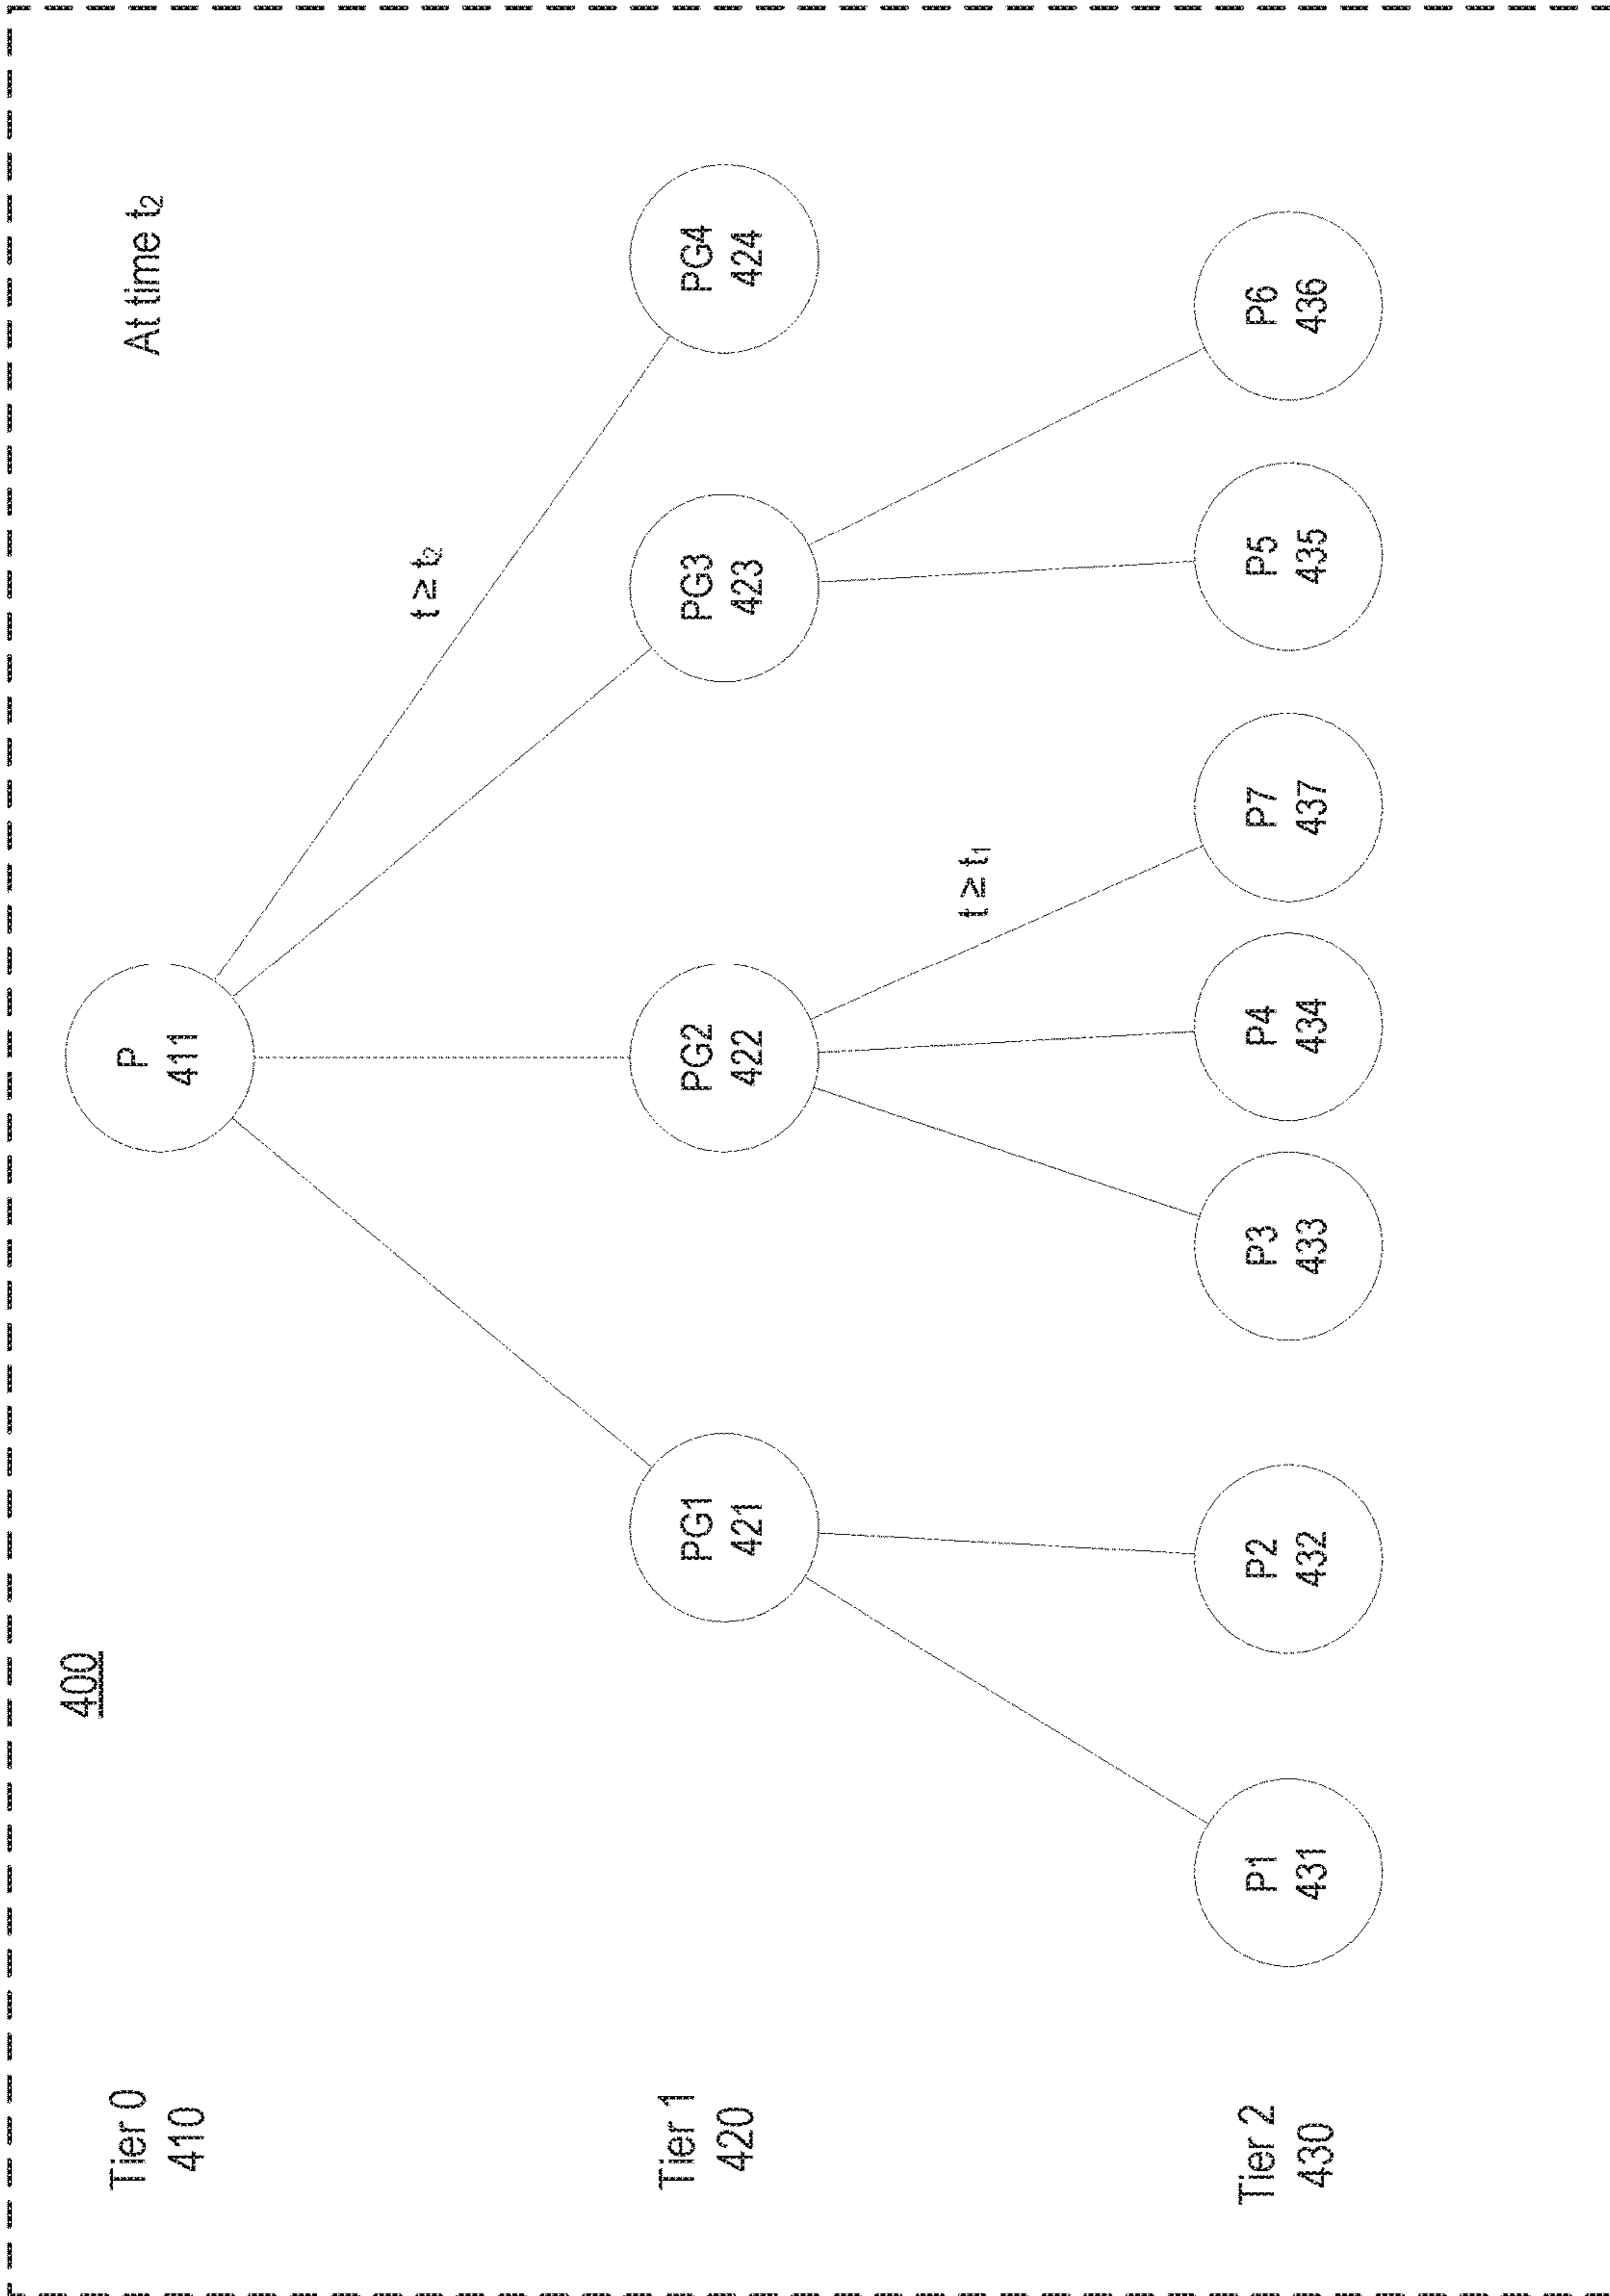 400
At time t₂
Tier 0
410
P
411
t ≥ t₂
Tier 1
420
PG1
421
PG2
422
PG3
423
PG4
424
t ≥ t₁
Tier 2
430
P1
431
P2
432
P3
433
P4
434
P7
437
P5
435
P6
436